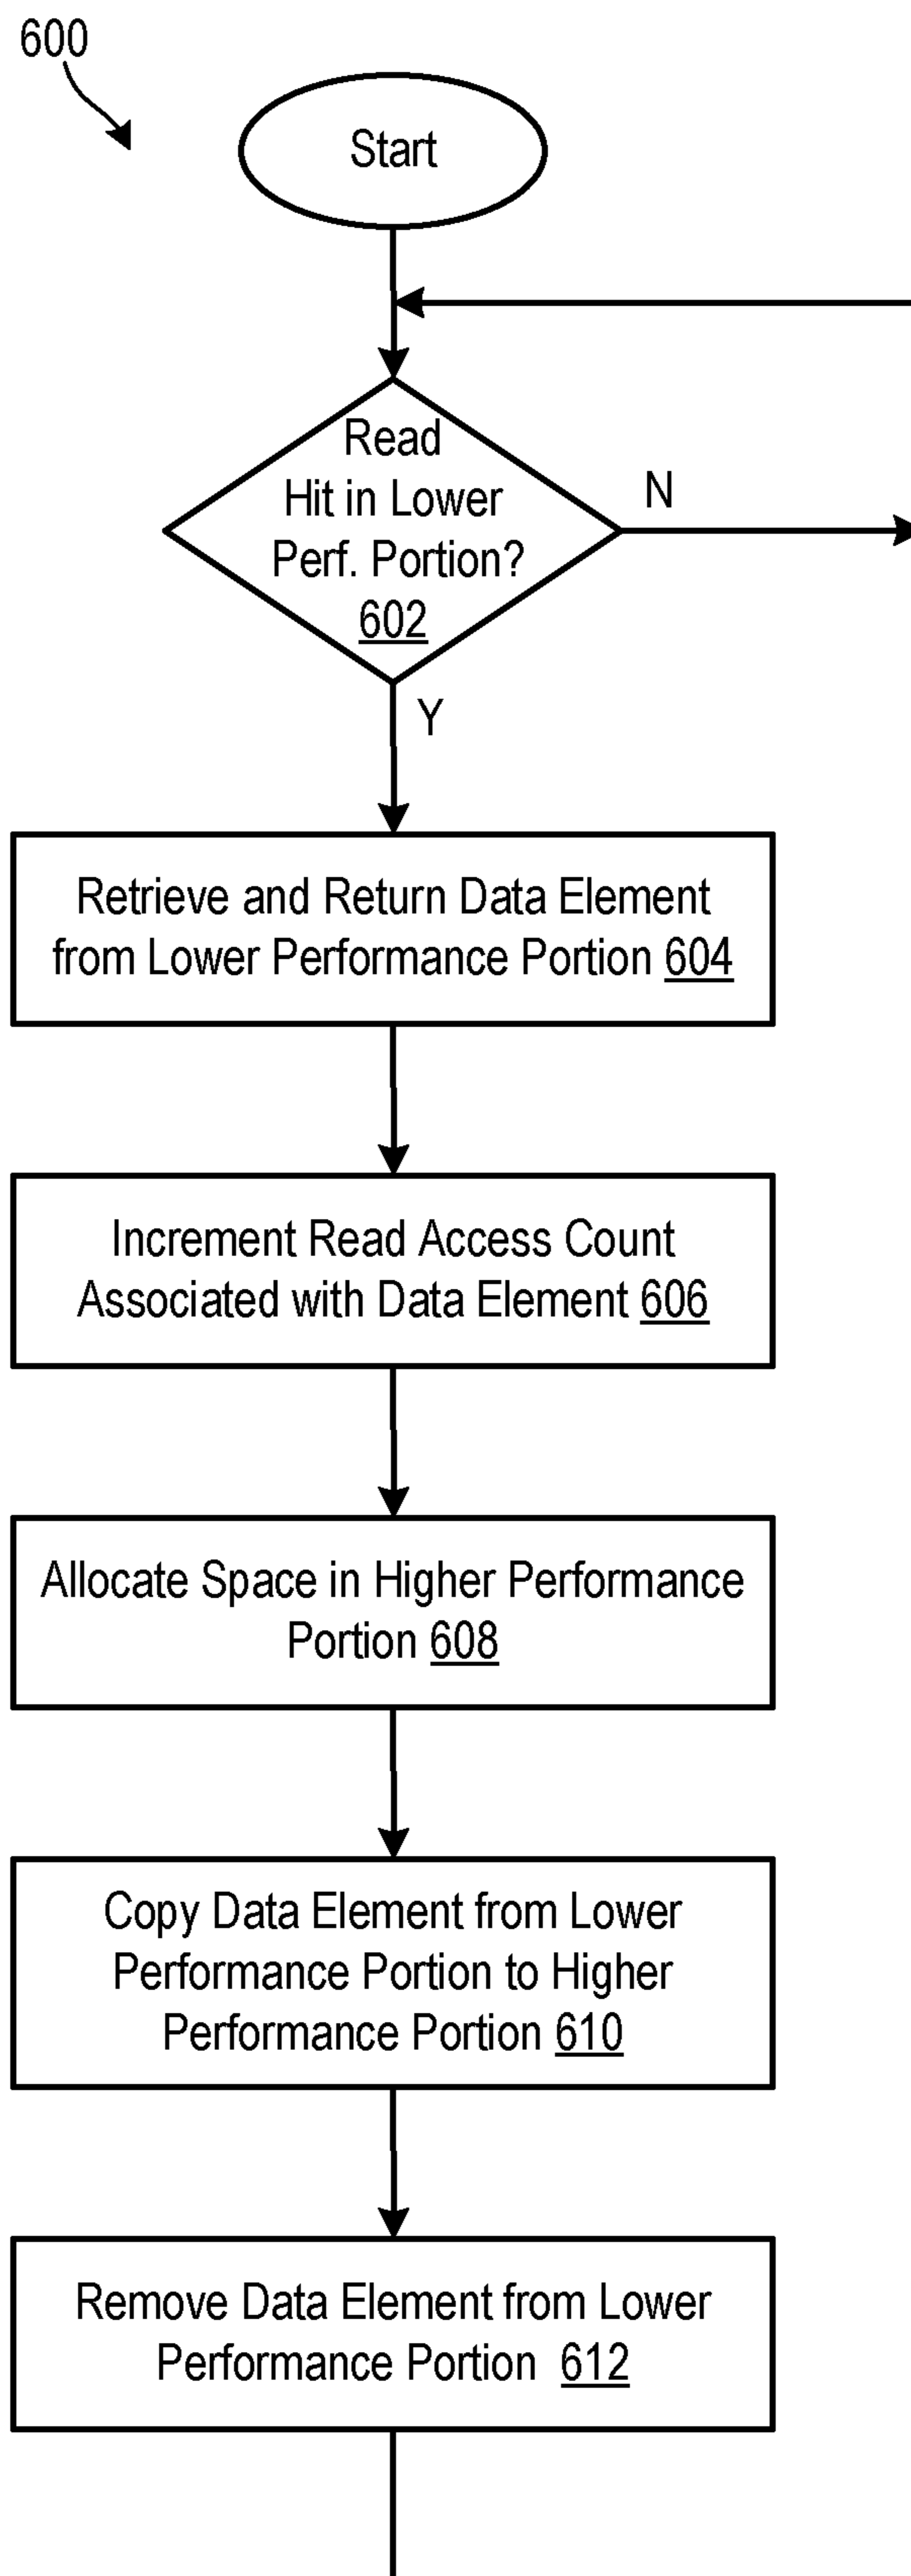 600
Start
Read
Hit in Lower
Perf. Portion?
602
N
Y
Retrieve and Return Data Element
from Lower Performance Portion 604
Increment Read Access Count
Associated with Data Element 606
Allocate Space in Higher Performance
Portion 608
Copy Data Element from Lower
Performance Portion to Higher
Performance Portion 610
Remove Data Element from Lower
Performance Portion 612